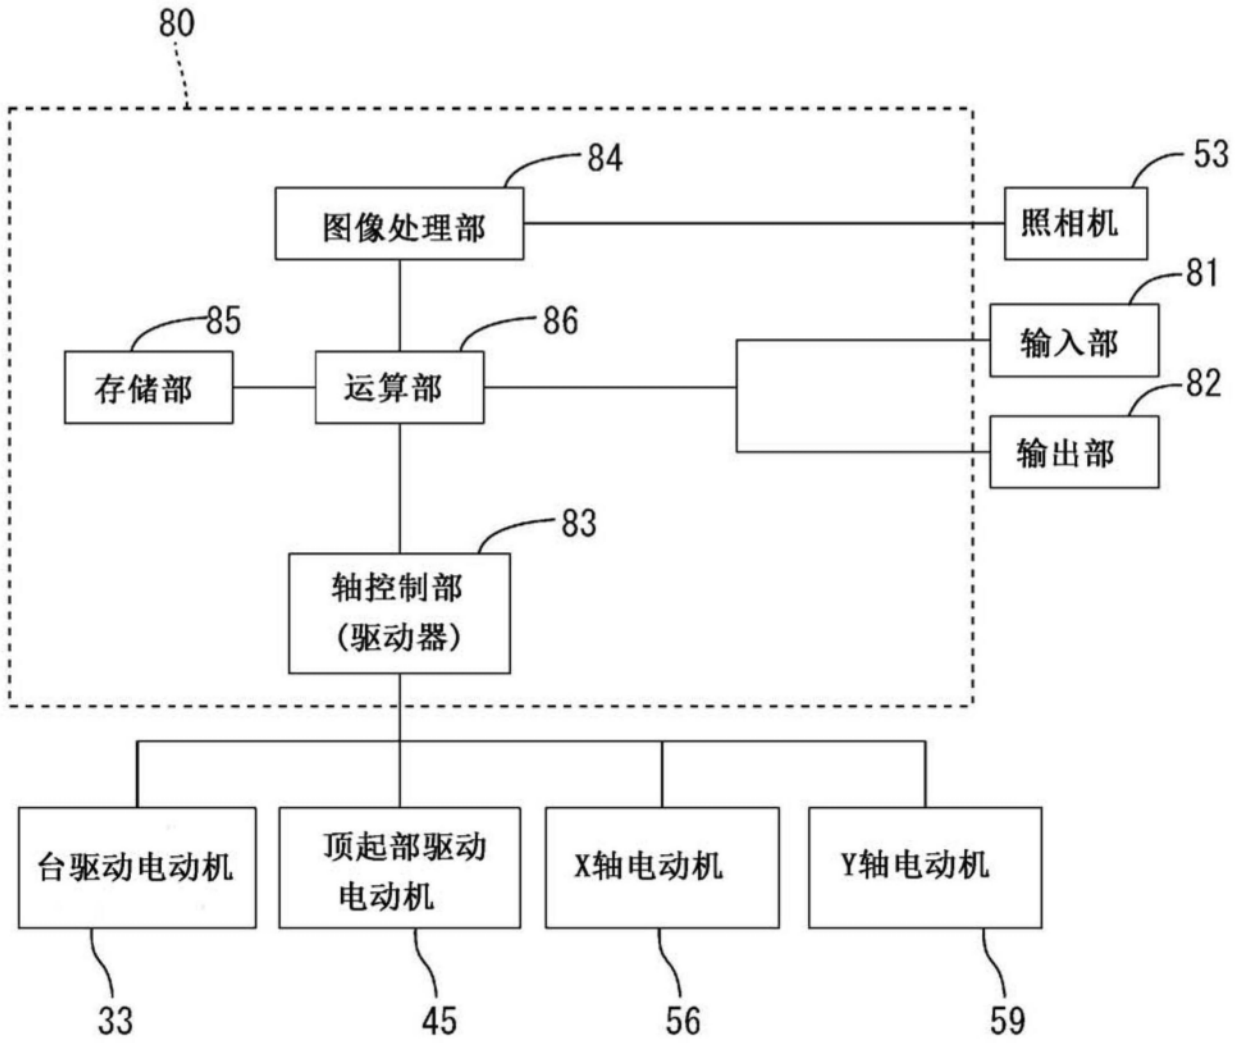 80
84
53
图像处理部
照相机
81
85
86
输入部
存储部
运算部
82
输出部
83
轴控制部
(驱动器)
台驱动电动机
顶起部驱动
电动机
X轴电动机
Y轴电动机
33
45
56
59